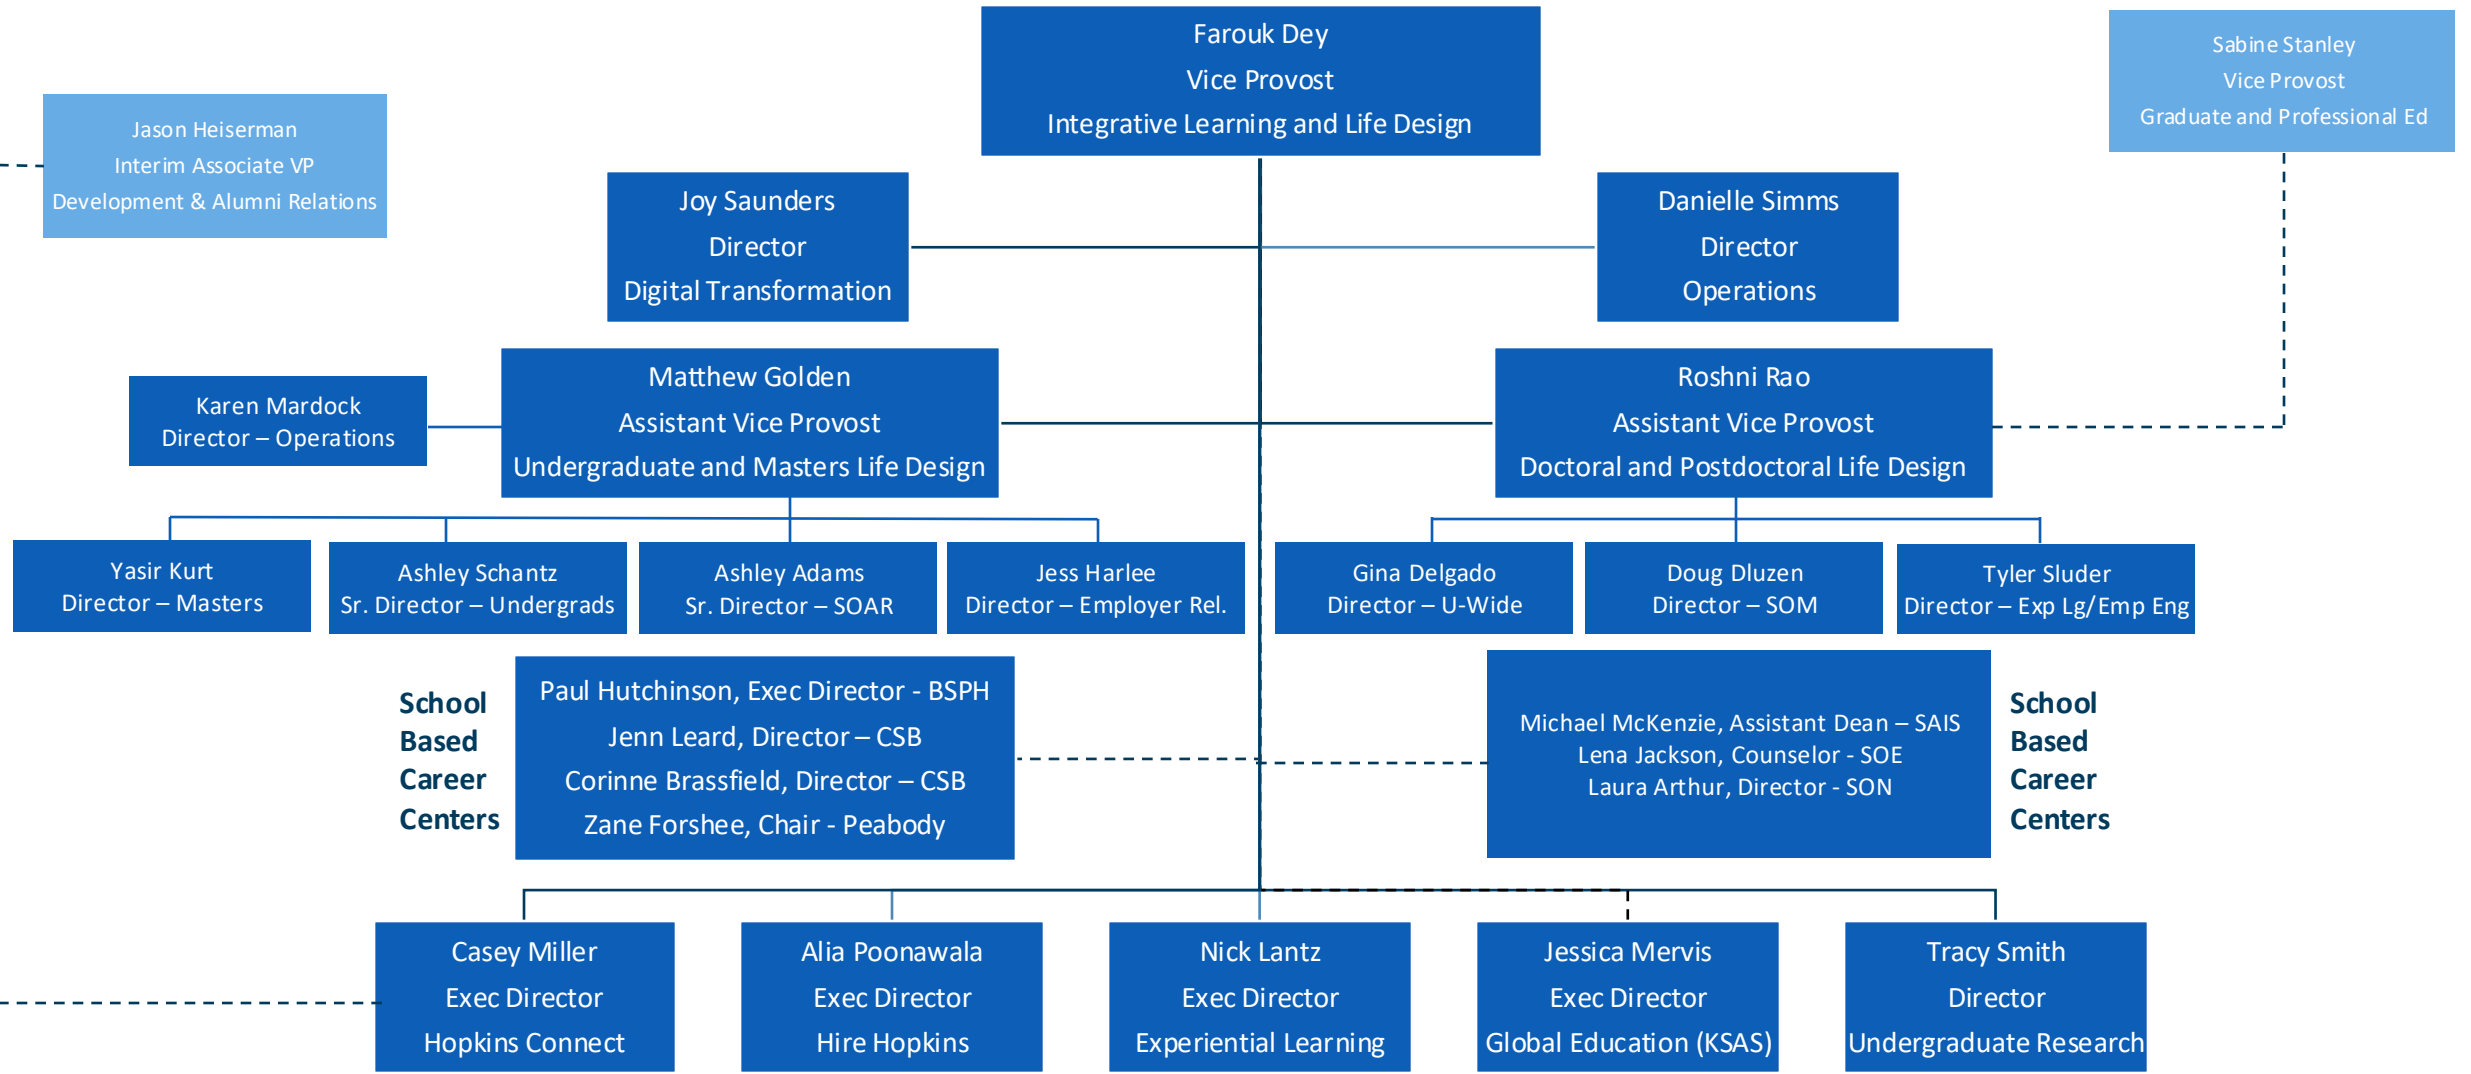 Farouk Dey
Vice Provost
Integrative Learning and Life Design
Sabine Stanley
Vice Provost
Graduate and Professional Ed
Jason Heiserman
Interim Associate VP
Development & Alumni Relations
Joy Saunders
Director
Digital Transformation
Danielle Simms
Director
Operations
Karen Mardock
Director – Operations
Matthew Golden
Assistant Vice Provost
Undergraduate and Masters Life Design
Roshni Rao
Assistant Vice Provost
Doctoral and Postdoctoral Life Design
Yasir Kurt
Director – Masters
Ashley Schantz
Sr. Director – Undergrads
Ashley Adams
Sr. Director – SOAR
Jess Harlee
Director – Employer Rel.
Gina Delgado
Director – U-Wide
Doug Dluzen
Director – SOM
Tyler Sluder
Director – Exp Lg/Emp Eng
School
Based
Career
Centers
Paul Hutchinson, Exec Director - BSPH
Jenn Leard, Director – CSB
Corinne Brassfield, Director – CSB
Zane Forshee, Chair - Peabody
Michael McKenzie, Assistant Dean – SAIS
Lena Jackson, Counselor - SOE
Laura Arthur, Director - SON
School
Based
Career
Centers
Casey Miller
Exec Director
Hopkins Connect
Alia Poonawala
Exec Director
Hire Hopkins
Nick Lantz
Exec Director
Experiential Learning
Jessica Mervis
Exec Director
Global Education (KSAS)
Tracy Smith
Director
Undergraduate Research